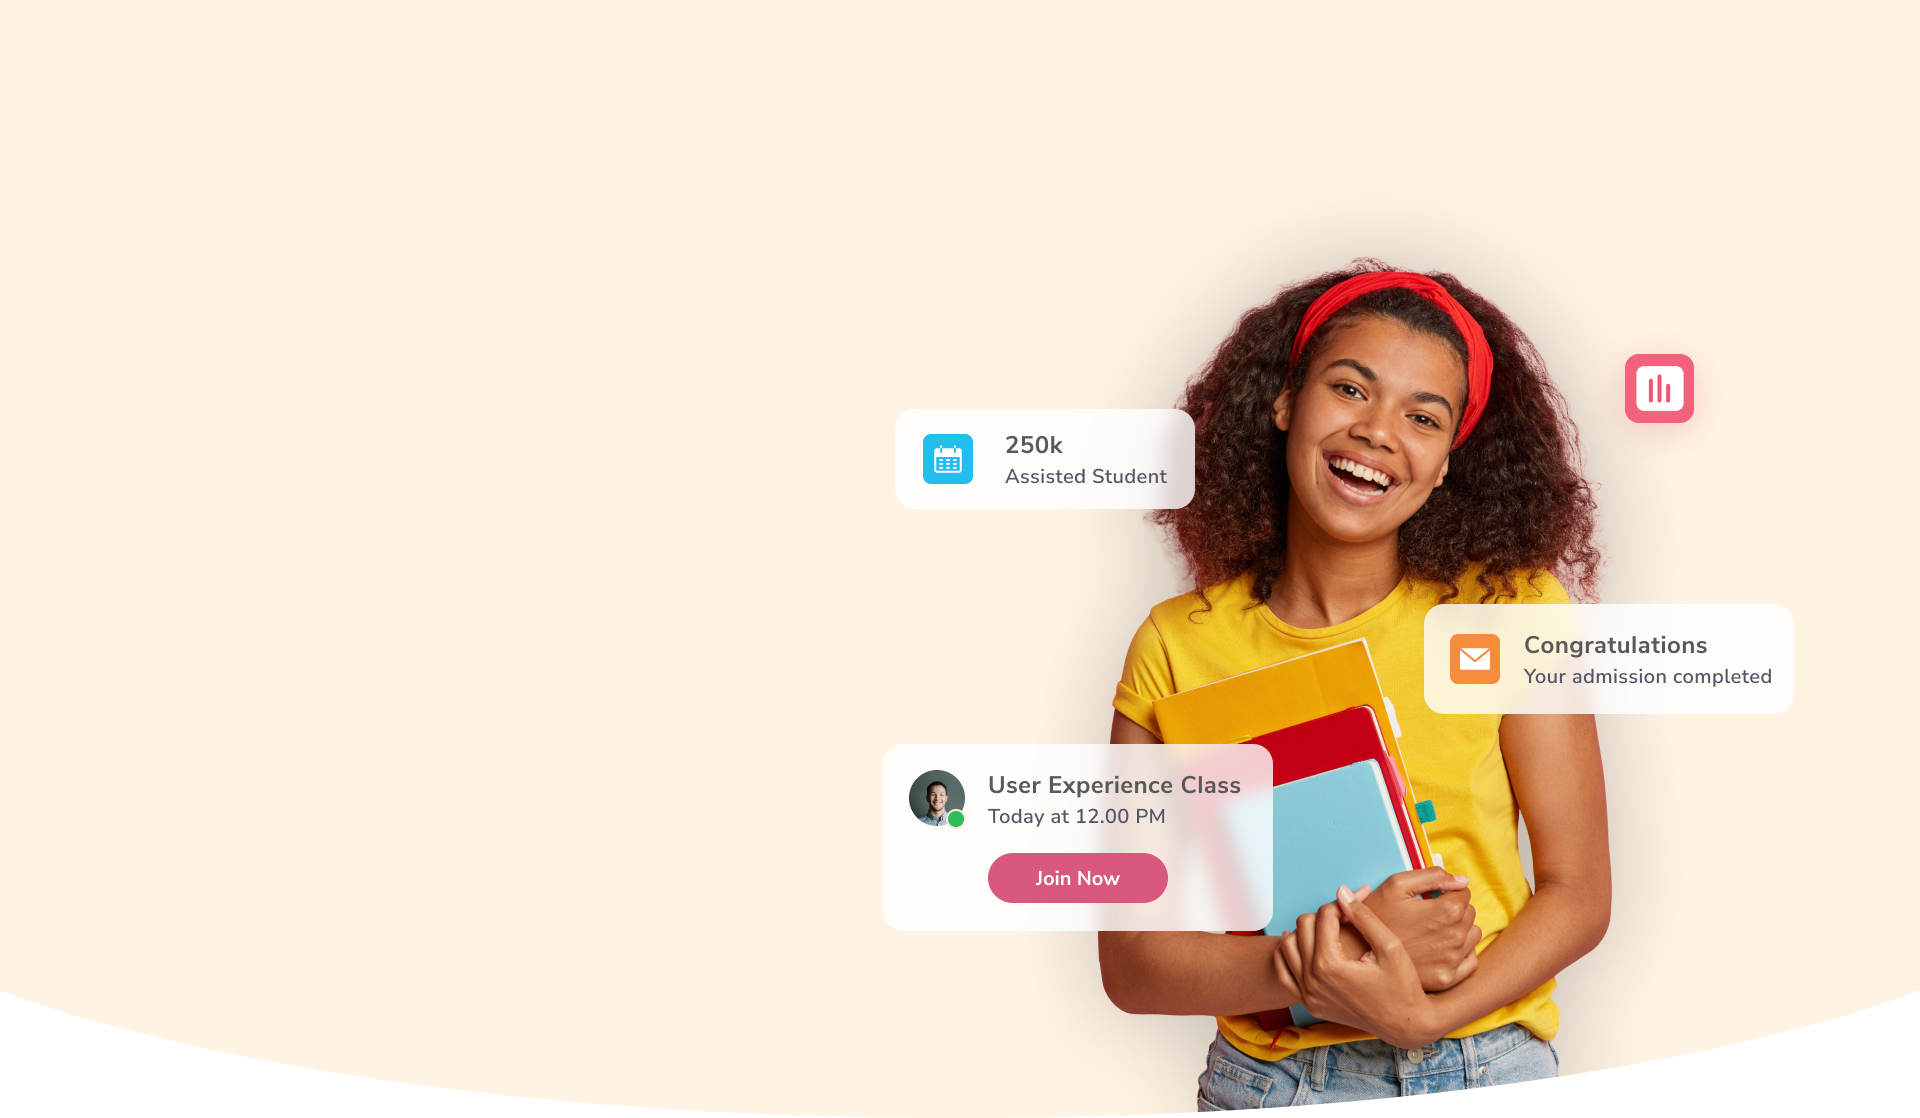 250k
Assisted Student
Congratulations
Your admission completed
User Experience Class
Today at 12.00 PM
Join Now